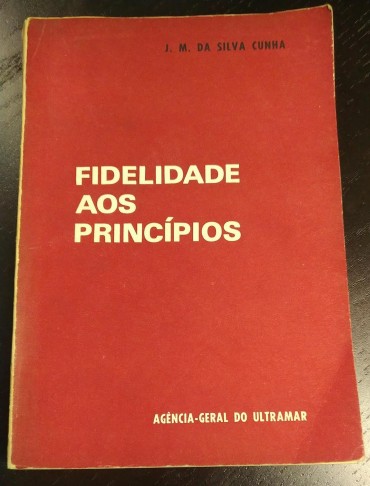 J. M. DA SILVA CUNHA
FIDELIDADE
AOS
PRINCÍPIOS
AGÊNCIA-GERAL DO ULTRAMAR